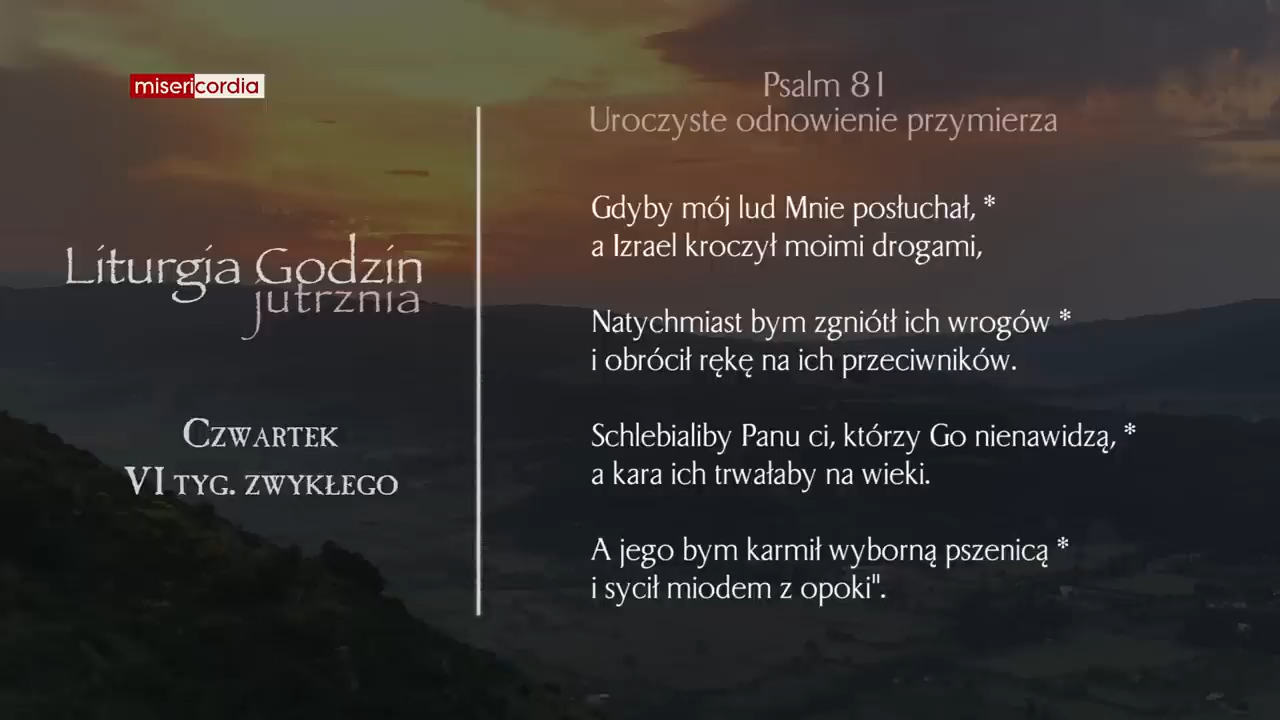 misericordia
Liturgia Godzin
jutrznia
Czwartek
VI tyg. zwykłego
Psalm 81
Uroczyste odnowienie przymierza
Gdyby mój lud Mnie posłuchał, *
a Izrael kroczył moimi drogami,
Natychmiast bym zgniótł ich wrogów *
i obrócił rękę na ich przeciwników.
Schlebialiby Panu ci, którzy Go nienawidzą, *
a kara ich trwałaby na wieki.
A jego bym karmił wyborną pszenicą *
i sycił miodem z opoki".